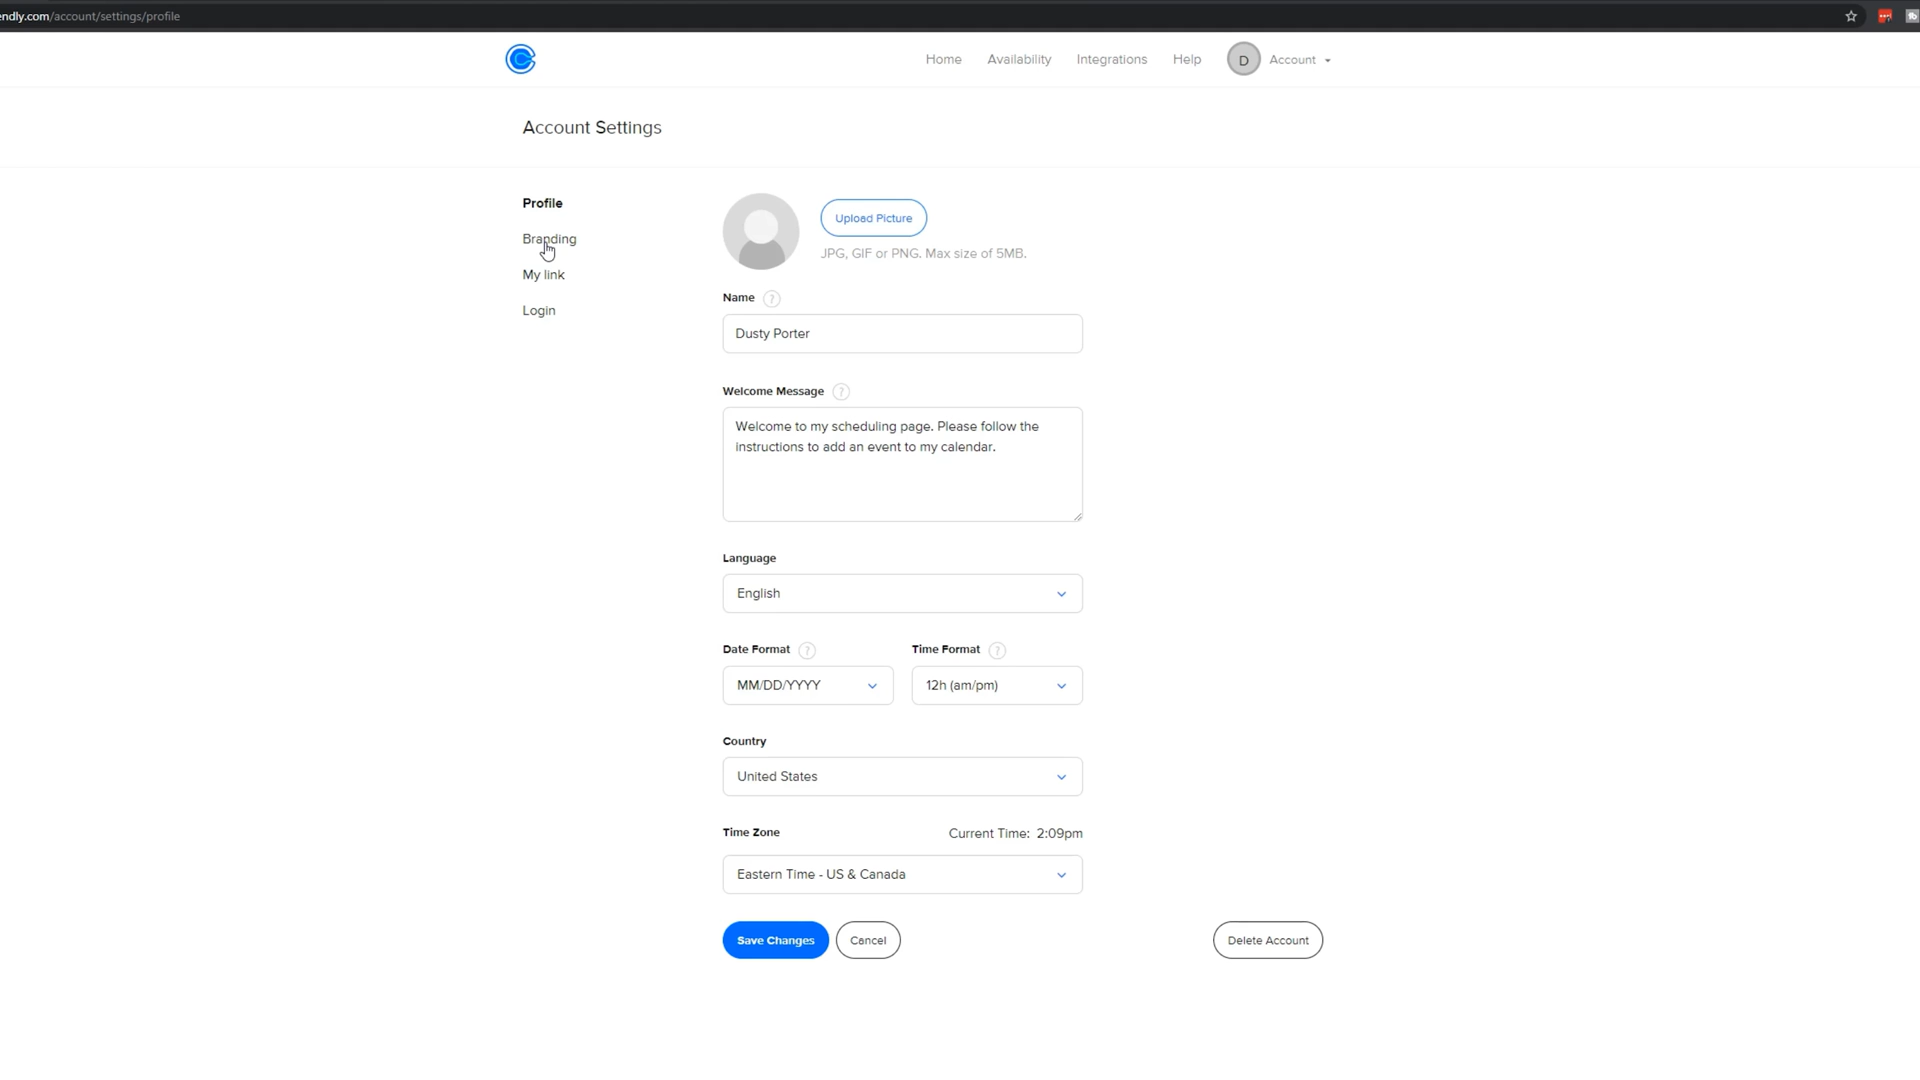 endly.com/account/settings/profile
Home Availability Integrations Help D Account
Account Settings
Profile
Branding
My link
Login
Upload Picture
JPG, GIF or PNG. Max size of 5MB.
Name ?
Dusty Porter
Welcome Message ?
Welcome to my scheduling page. Please follow the
instructions to add an event to my calendar.
Language
English
Date Format ? Time Format ?
MM/DD/YYYY 12h (am/pm)
Country
United States
Time Zone Current Time: 2:09pm
Eastern Time - US & Canada
Save Changes Cancel Delete Account